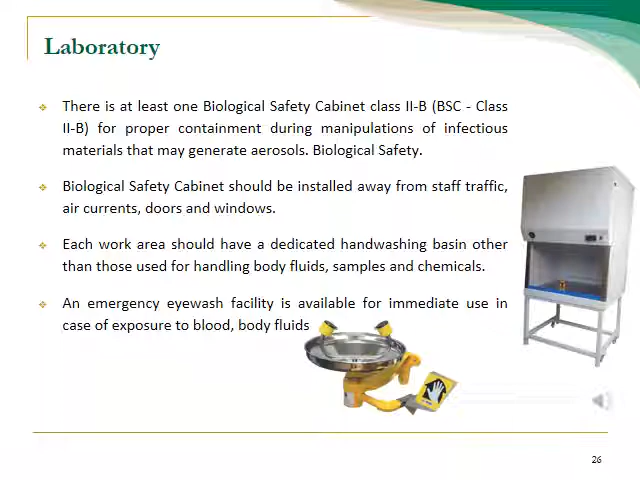 Laboratory
There is at least one Biological Safety Cabinet class II-B (BSC - Class
II-B) for proper containment during manipulations of infectious
materials that may generate aerosols. Biological Safety.
Biological Safety Cabinet should be installed away from staff traffic,
air currents, doors and windows.
Each work area should have a dedicated handwashing basin other
than those used for handling body fluids, samples and chemicals.
An emergency eyewash facility is available for immediate use in
case of exposure to blood, body fluids
26